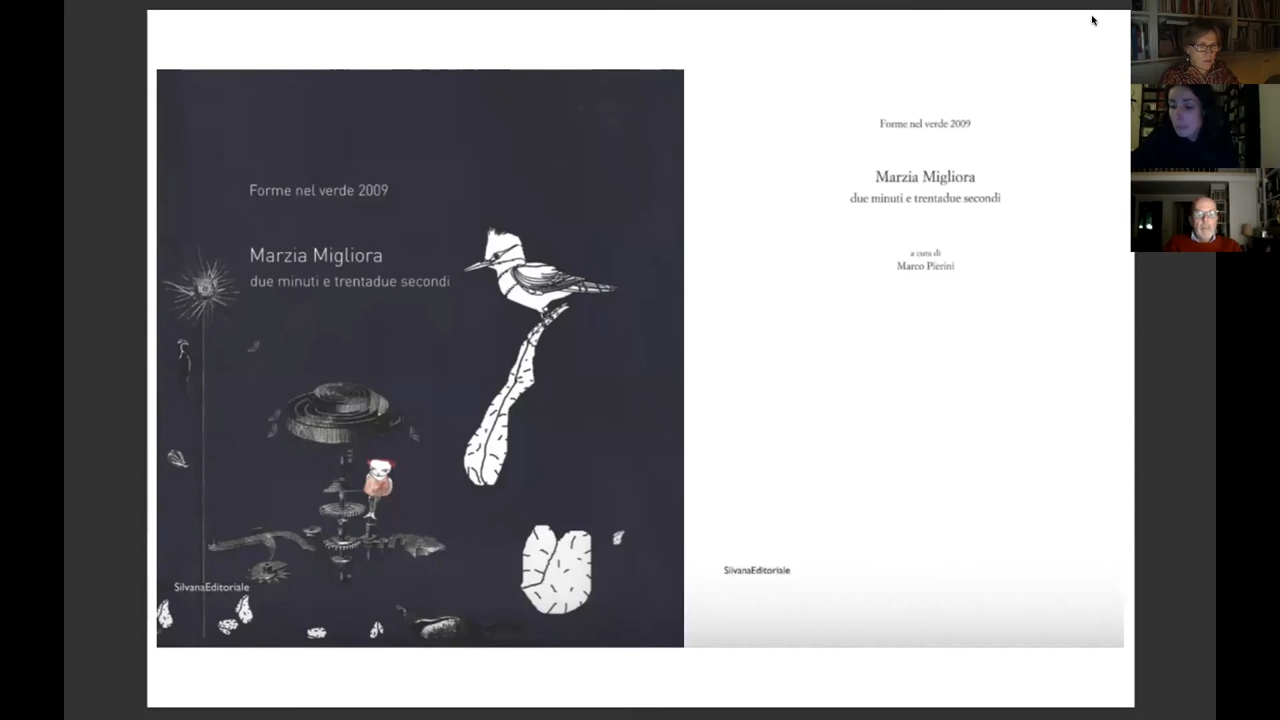 Forme nel verde 2009
Marzia Migliora
due minuti e trentadue secondi
SilvanaEditoriale
Forme nel verde 2009
Marzia Migliora
due minuti e trentadue secondi
a cura di
Marco Pierini
SilvanaEditoriale